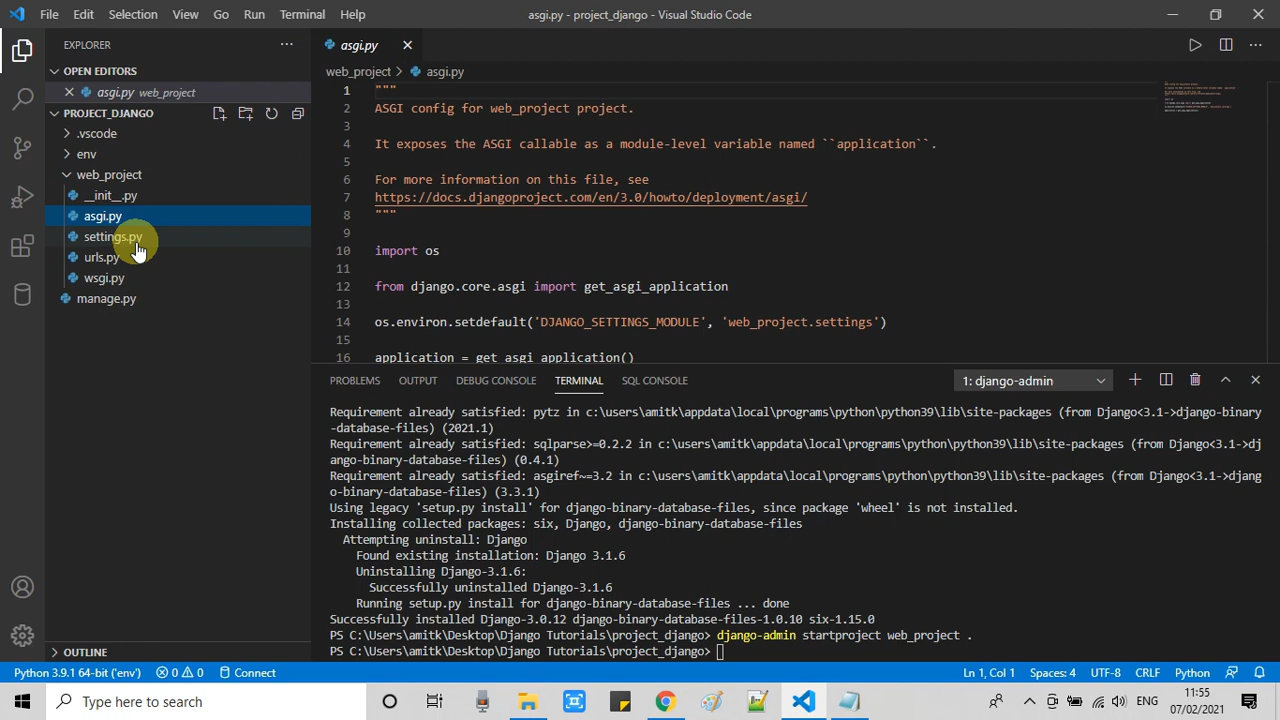 File Edit Selection View Go Run Terminal Help
asgi.py - project_django - Visual Studio Code
EXPLORER
OPEN EDITORS
asgi.py web_project
PROJECT_DJANGO
.vscode
env
web_project
__init__.py
asgi.py
settings.py
urls.py
wsgi.py
manage.py
OUTLINE
asgi.py
web_project > asgi.py
1 """
2 ASGI config for web_project project.
3
4 It exposes the ASGI callable as a module-level variable named ``application``.
5
6 For more information on this file, see
7 https://docs.djangoproject.com/en/3.0/howto/deployment/asgi/
8 """
9
10 import os
11
12 from django.core.asgi import get_asgi_application
13
14 os.environ.setdefault('DJANGO_SETTINGS_MODULE', 'web_project.settings')
15
16 application = get_asgi_application()
PROBLEMS OUTPUT DEBUG CONSOLE TERMINAL SQL CONSOLE
1: django-admin
Requirement already satisfied: pytz in c:\users\amitk\appdata\local\programs\python\python39\lib\site-packages (from Django<3.1->django-binary
-database-files) (2021.1)
Requirement already satisfied: sqlparse>=0.2.2 in c:\users\amitk\appdata\local\programs\python\python39\lib\site-packages (from Django<3.1->dj
ango-binary-database-files) (0.4.1)
Requirement already satisfied: asgiref~=3.2 in c:\users\amitk\appdata\local\programs\python\python39\lib\site-packages (from Django<3.1->djang
o-binary-database-files) (3.3.1)
Using legacy 'setup.py install' for django-binary-database-files, since package 'wheel' is not installed.
Installing collected packages: six, Django, django-binary-database-files
Attempting uninstall: Django
Found existing installation: Django 3.1.6
Uninstalling Django-3.1.6:
Successfully uninstalled Django-3.1.6
Running setup.py install for django-binary-database-files ... done
Successfully installed Django-3.0.12 django-binary-database-files-1.0.10 six-1.15.0
PS C:\Users\amitk\Desktop\Django Tutorials\project_django> django-admin startproject web_project .
PS C:\Users\amitk\Desktop\Django Tutorials\project_django>
Python 3.9.1 64-bit ('env') 0 0 Connect
Ln 1, Col 1 Spaces: 4 UTF-8 CRLF Python
Type here to search
ENG
11:55
07/02/2021